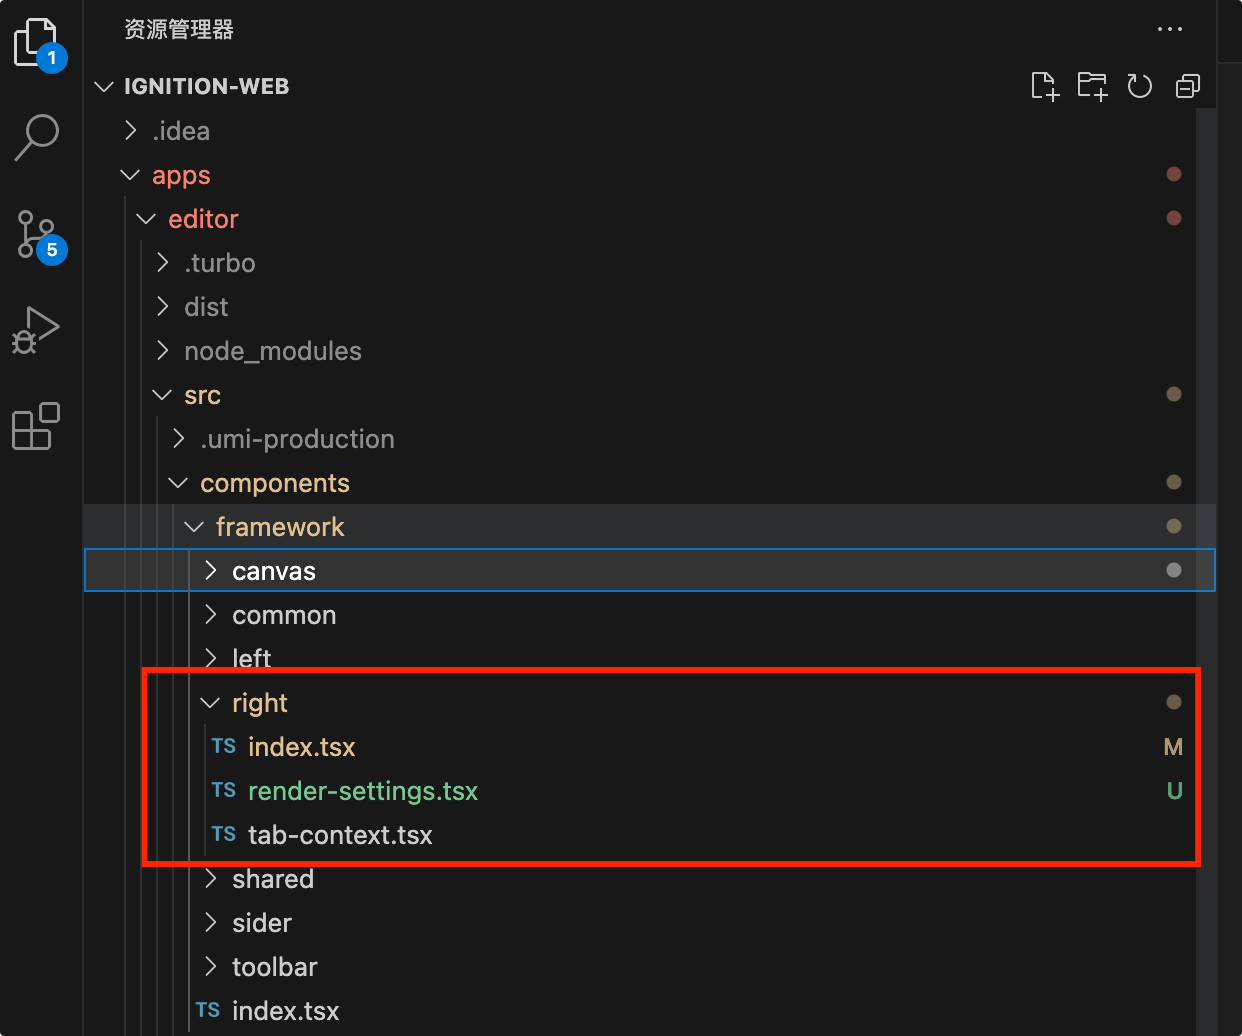 资源管理器
1
IGNITION-WEB
.idea
apps
editor
5
.turbo
dist
node_modules
src
.umi-production
components
framework
canvas
common
left
right
TS index.tsx M
TS render-settings.tsx U
TS tab-context.tsx
shared
sider
toolbar
TS index.tsx